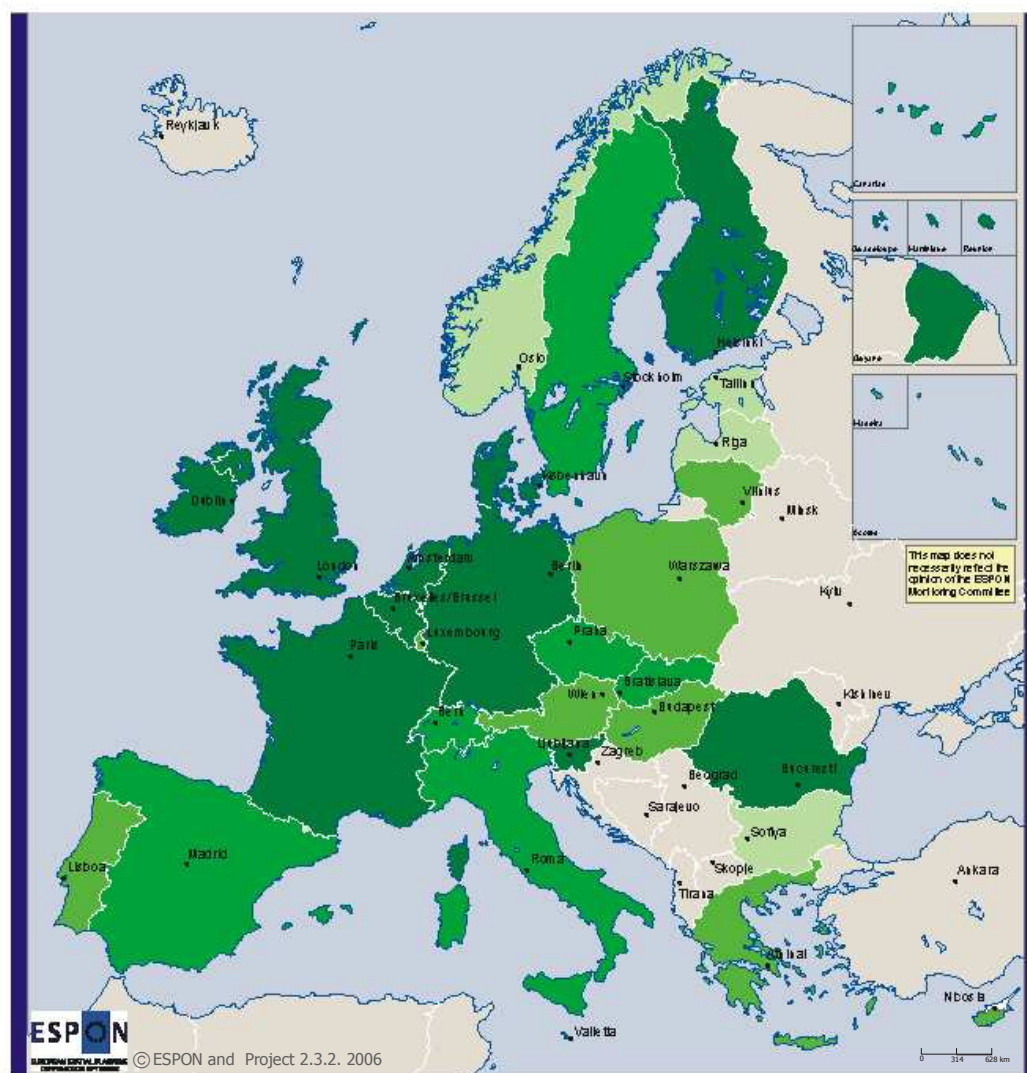 Reykjavik
Canarias
Guadeloupe
Martinique
Reunion
Guyane
Helsinki
Oslo
Tallinn
Stockholm
Madeira
Riga
København
Vilnius
Dublin
Minsk
This map does not
necessarily reflect the
opinion of the ESPON
Monitoring Committee
London
Amsterdam
Berlin
Warszawa
Kyiv
Bruxelles/Brussel
Luxembourg
Praha
Paris
Bratislava
Wien
Budapest
Kishinev
Bern
Ljubljana
Zagreb
Bucuresti
Beograd
Sarajevo
Sofiya
Madrid
Lisboa
Roma
Skopje
Tirana
Ankara
Athinai
Nicosia
Valletta
ESPON
© ESPON and Project 2.3.2. 2006
0 314 628 km